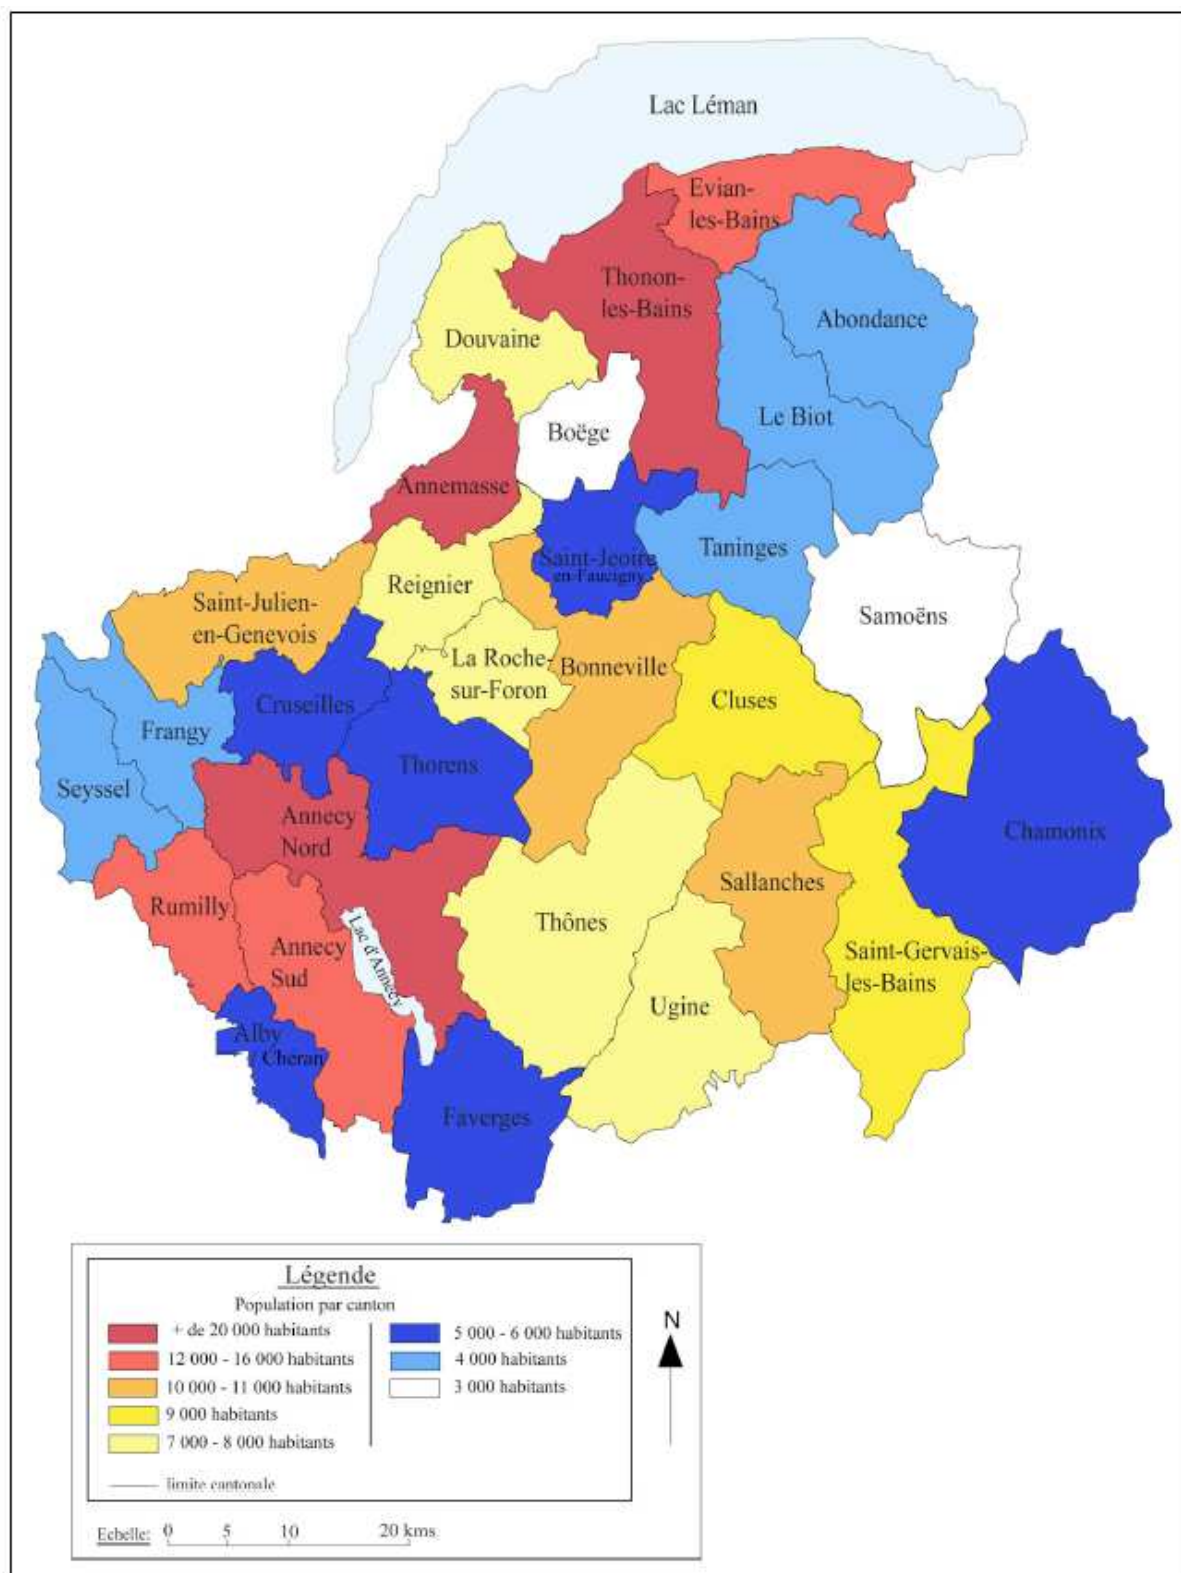 Lac Léman
Evian-
les-Bains
Thonon-
les-Bains
Abondance
Douvaine
Le Biot
Boëge
Annemasse
Taninges
Saint-Jeoire
en-Faucigny
Reignier
Saint-Julien-
en-Genevois
Samoëns
La Roche-
sur-Foron
Bonneville
Cluses
Cruseilles
Frangy
Thorens
Seyssel
Annecy
Nord
Chamonix
Sallanches
Rumilly
Thônes
Lac d'Annecy
Annecy
Sud
Saint-Gervais-
les-Bains
Ugine
Alby
/ Chéran
Faverges
Légende
Population par canton
+ de 20 000 habitants
12 000 - 16 000 habitants
10 000 - 11 000 habitants
9 000 habitants
7 000 - 8 000 habitants
limite cantonale
5 000 - 6 000 habitants
4 000 habitants
3 000 habitants
N
Echelle: 0 5 10 20 kms